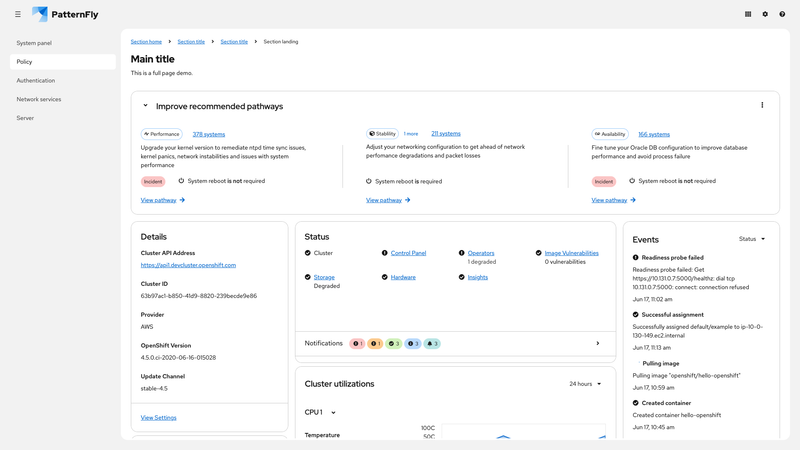 PatternFly
System panel
Policy
Authentication
Network services
Server
Section home
Section title
Section title
Section landing
Main title
This is a full page demo.
Improve recommended pathways
Performance
378 systems
Upgrade your kernel version to remediate ntpd time sync issues,
kernel panics, network instabilities and issues with system
performance
Incident
System reboot is not required
View pathway
Stability
1 more
211 systems
Adjust your networking configuration to get ahead of network
perfomance degradations and packet losses
System reboot is required
View pathway
Availability
166 systems
Fine tune your Oracle DB configuration to improve database
performance and avoid process failure
Incident
System reboot is not required
View pathway
Details
Cluster API Address
https://api1.devcluster.openshift.com
Cluster ID
63b97ac1-b850-41d9-8820-239becde9e86
Provider
AWS
OpenShift Version
4.5.0.ci-2020-06-16-015028
Update Channel
stable-4.5
View Settings
Status
Cluster
Control Panel
Operators
1 degraded
Image Vulnerabilities
0 vulnerabilities
Storage
Degraded
Hardware
Insights
Notifications
1
1
3
3
3
Cluster utilizations
24 hours
CPU 1
Temperature
100C
50C
Events
Status
Readiness probe failed
Readiness probe failed: Get
https://10.131.0.7:5000/healthz: dial tcp
10.131.0.7:5000: connect: connection refused
Jun 17, 11:02 am
Successful assignment
Successfully assigned default/example to ip-10-0-
130-149.ec2.internal
Jun 17, 11:13 am
Pulling image
Pulling image "openshift/hello-openshift"
Jun 17, 10:59 am
Created container
Created container hello-openshift
Jun 17, 10:45 am